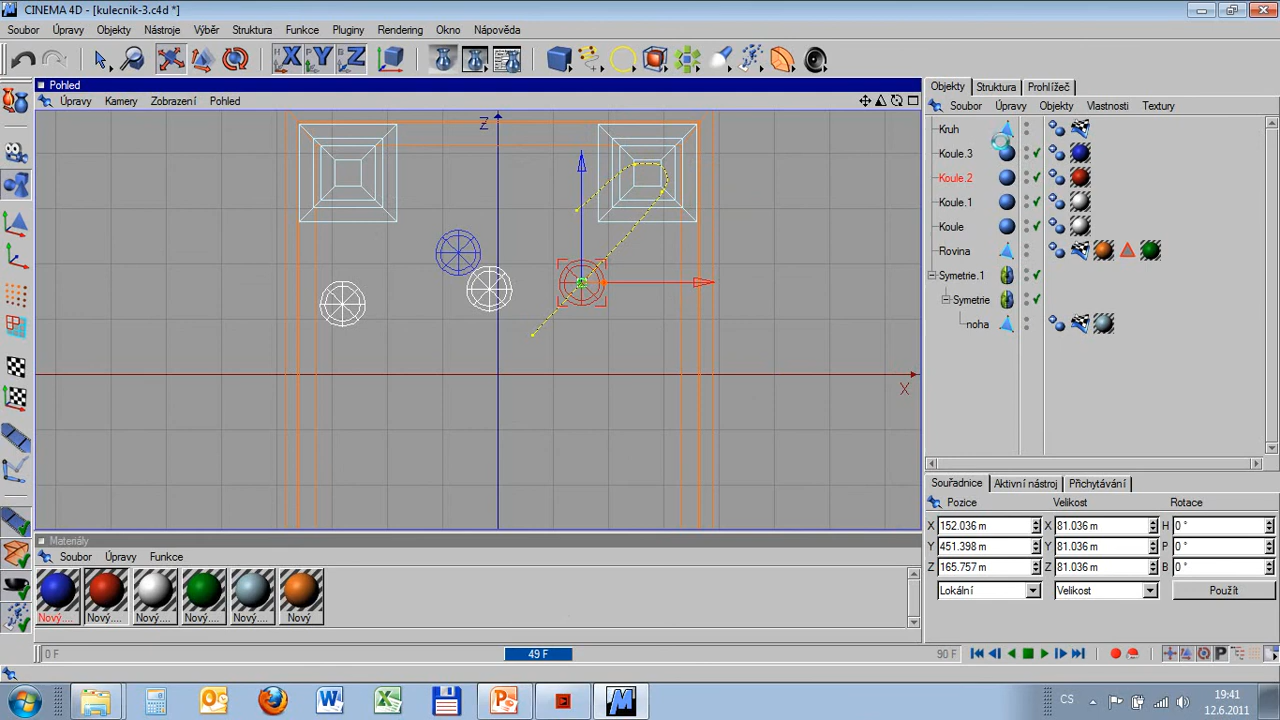 CINEMA 4D - [kulecnik-3.c4d *]
Soubor Úpravy Objekty Nástroje Výběr Struktura Funkce Pluginy Rendering Okno Nápověda
X Y Z
Pohled
Úpravy Kamery Zobrazení Pohled
Z
X
Objekty Struktura Prohlížeč
Soubor Úpravy Objekty Vlastnosti Textury
Kruh
Koule.3
Koule.2
Koule.1
Koule
Rovina
Symetrie.1
Symetrie
noha
Souřadnice Aktivní nástroj Přichytávání
Pozice Velikost Rotace
X 152.036 m X 81.036 m H 0 °
Y 451.398 m Y 81.036 m P 0 °
Z 165.757 m Z 81.036 m B 0 °
Lokální Velikost Použít
Materiály
Soubor Úpravy Funkce
Nový.... Nový.... Nový.... Nový.... Nový.... Nový
0 F 49 F 90 F
P
CS 19:41
12.6.2011